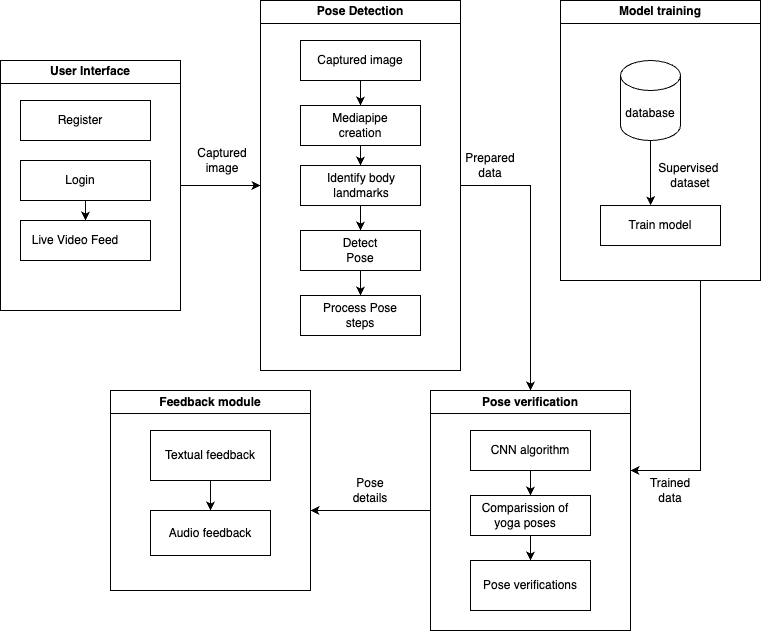 User Interface
Register
Login
Live Video Feed
Captured
image
Pose Detection
Captured image
Mediapipe
creation
Identify body
landmarks
Detect
Pose
Process Pose
steps
Prepared
data
Model training
database
Supervised
dataset
Train model
Trained
data
Pose verification
CNN algorithm
Comparission of
yoga poses
Pose verifications
Pose
details
Feedback module
Textual feedback
Audio feedback